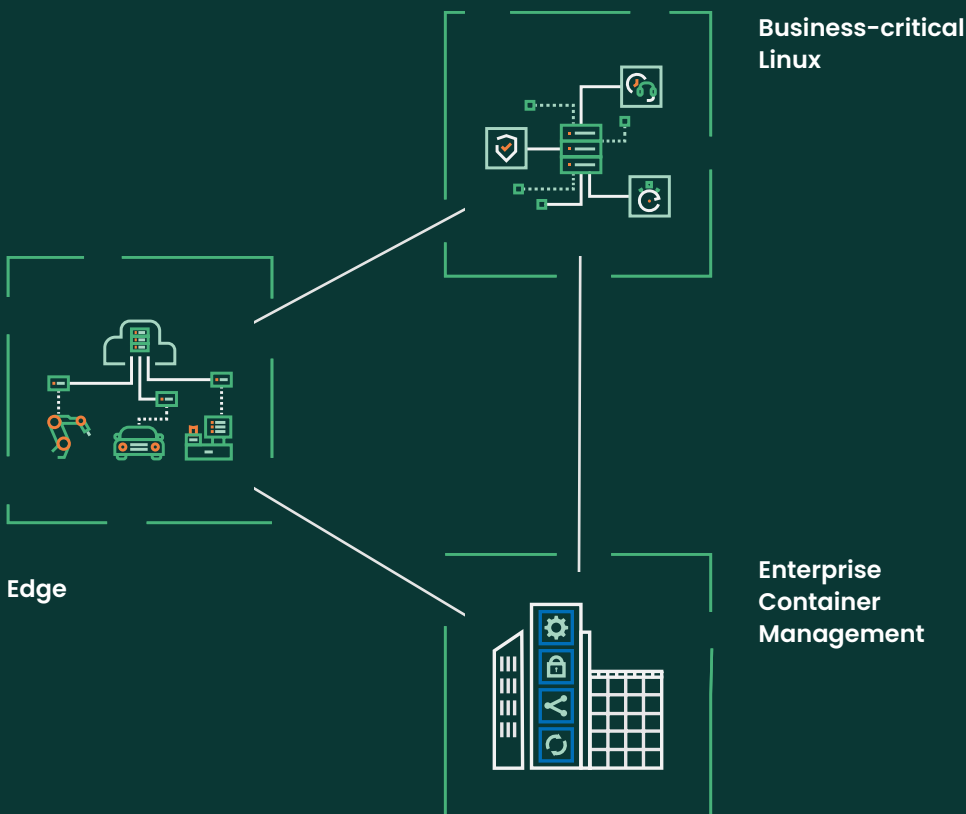 Business-critical
Linux
Edge
Enterprise
Container
Management